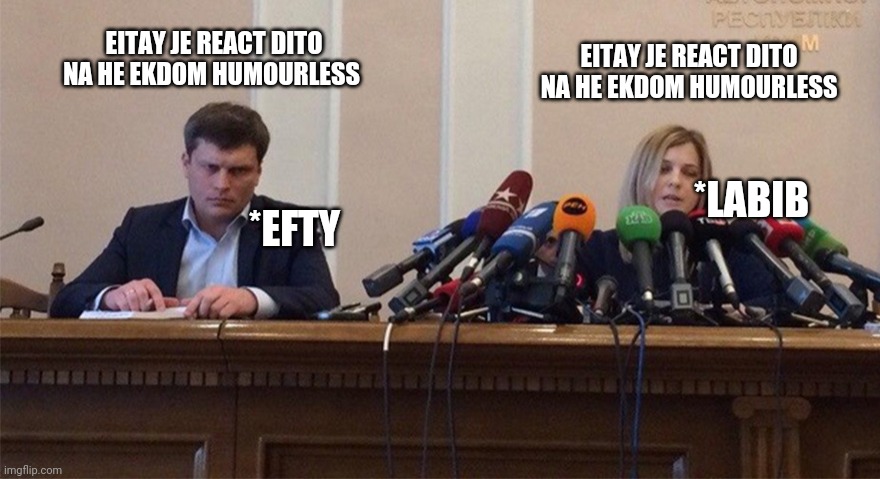 РЕСПУБЛИКИ
М
EITAY JE REACT DITO
NA HE EKDOM HUMOURLESS
EITAY JE REACT DITO
NA HE EKDOM HUMOURLESS
*EFTY
*LABIB
imgflip.com